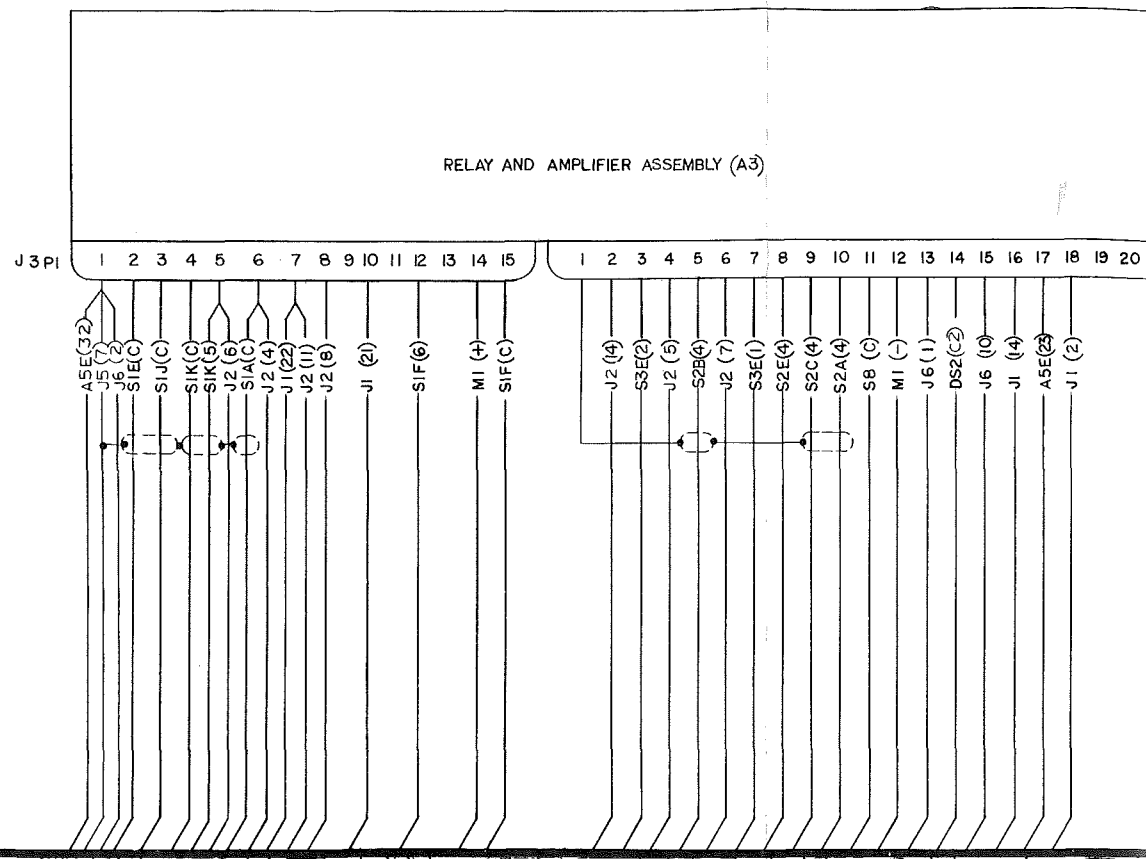 RELAY AND AMPLIFIER ASSEMBLY (A3)
J3P1 1 2 3 4 5 6 7 8 9 10 11 12 13 14 15 1 2 3 4 5 6 7 8 9 10 11 12 13 14 15 16 17 18 19 20
A5E(32)
J5(7)
J6(2)
S1E(C)
S1J(C)
S1K(C)
S1K(5)
J2(6)
S1A(C)
J2(4)
J1(22)
J2(11)
J2(8)
J1 (21)
S1F(6)
M1 (+)
S1F(C)
J2 (14)
S3E(2)
J2 (5)
S2B(4)
J2 (7)
S3E(1)
S2E(4)
S2C(4)
S2A(4)
S8 (C)
M1 (-)
J6(1)
DS2(C2)
J6 (10)
J1 (14)
A5E(23)
J1 (2)